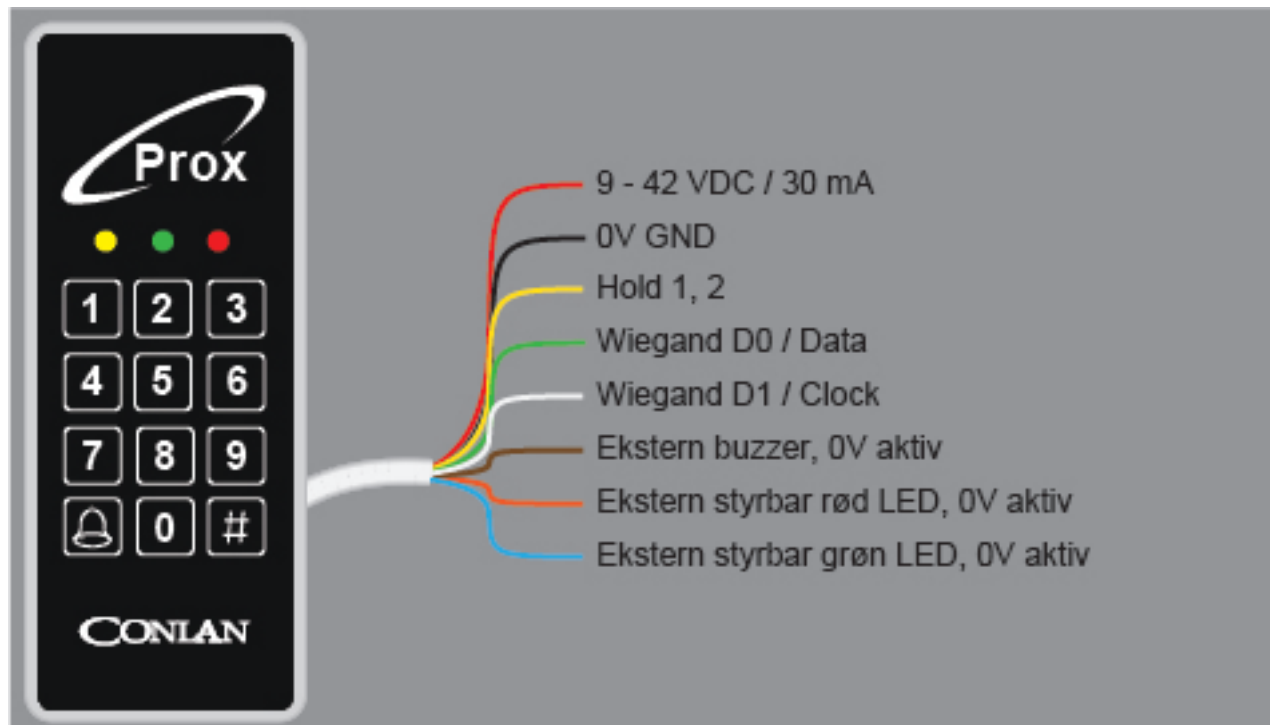 Prox
1 2 3
4 5 6
7 8 9
0 #
CONLAN
9 - 42 VDC / 30 mA
0V GND
Hold 1, 2
Wiegand D0 / Data
Wiegand D1 / Clock
Ekstern buzzer, 0V aktiv
Ekstern styrbar rød LED, 0V aktiv
Ekstern styrbar grøn LED, 0V aktiv